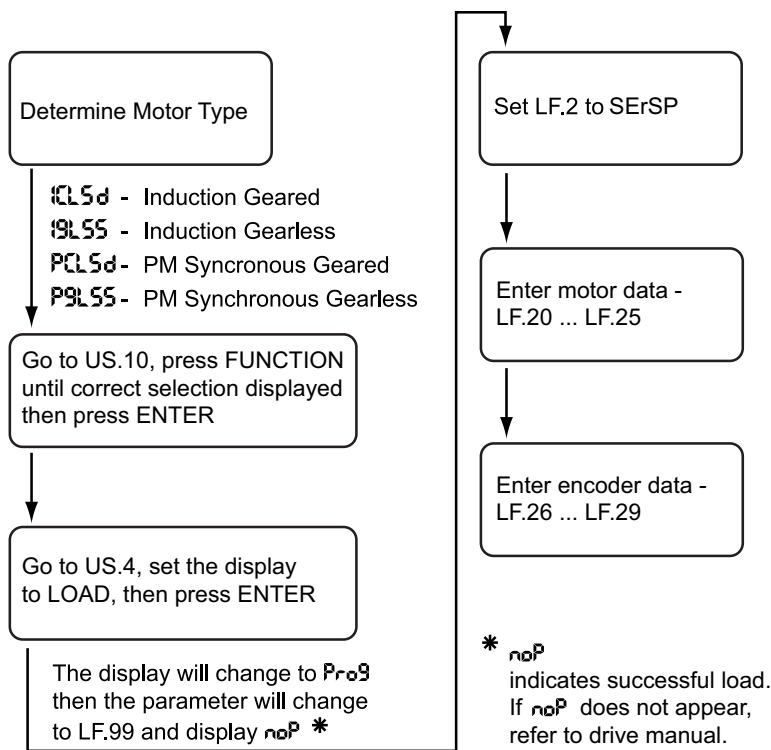 Determine Motor Type
ICLSd - Induction Geared
I9LSS - Induction Gearless
PCLSd - PM Syncronous Geared
P9LSS - PM Synchronous Gearless
Go to US.10, press FUNCTION
until correct selection displayed
then press ENTER
Go to US.4, set the display
to LOAD, then press ENTER
The display will change to Pro9
then the parameter will change
to LF.99 and display noP *
Set LF.2 to SErSP
Enter motor data -
LF.20 ... LF.25
Enter encoder data -
LF.26 ... LF.29
* noP
indicates successful load.
If noP does not appear,
refer to drive manual.